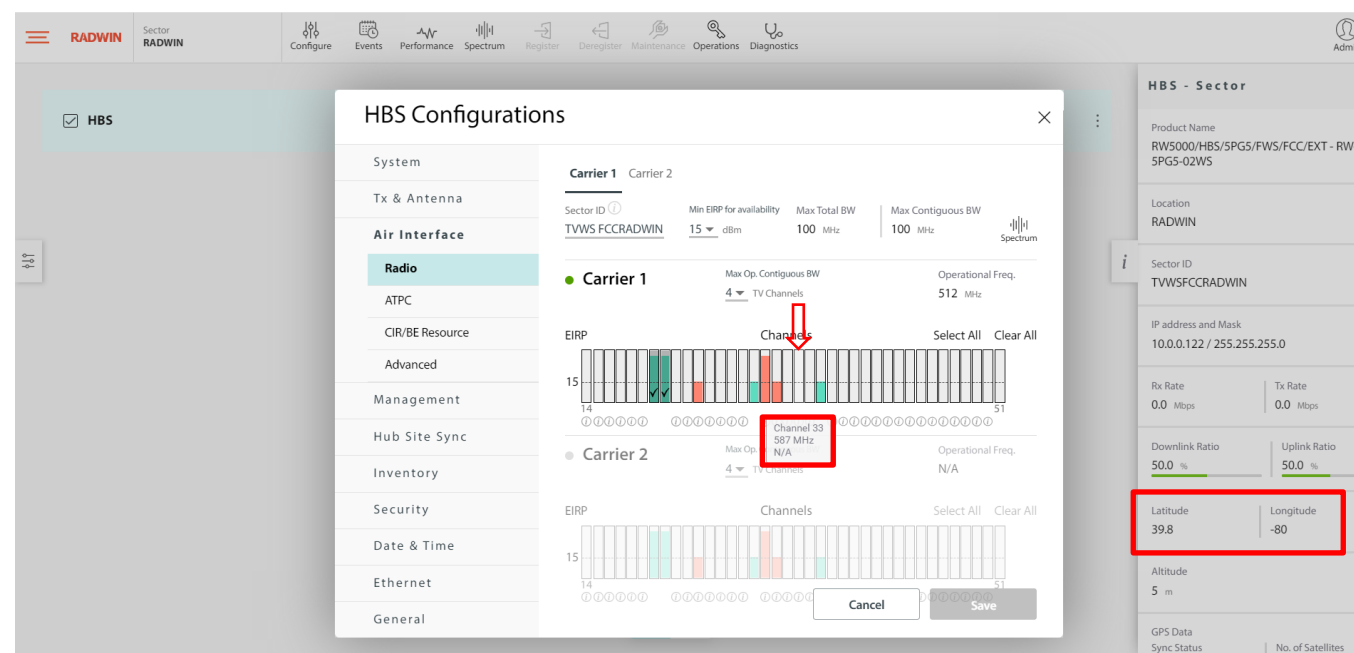 RADWIN
Sector
RADWIN
Configure
Events
Performance
Spectrum
Register
Deregister
Maintenance
Operations
Diagnostics
HBS
HBS Configurations
System
Tx & Antenna
Air Interface
Radio
ATPC
CIR/BE Resource
Advanced
Management
Hub Site Sync
Inventory
Security
Date & Time
Ethernet
General
Carrier 1 Carrier 2
Sector ID
TVWS FCCRADWIN
Min EIRP for availability
15 dBm
Max Total BW
100 MHz
Max Contiguous BW
100 MHz
Spectrum
Carrier 1
Max Op. Contiguous BW
4 TV Channels
Operational Freq.
512 MHz
EIRP
Channels
Select All Clear All
15
14
51
Channel 33
587 MHz
N/A
Carrier 2
Max Op.
4 TV Channels
Operational Freq.
N/A
EIRP
Channels
Select All Clear All
15
14
51
Cancel
Save
HBS - Sector
Product Name
RW5000/HBS/5PG5/FWS/FCC/EXT - RW
5PG5-02WS
Location
RADWIN
Sector ID
TVWSFCCRADWIN
IP address and Mask
10.0.0.122 / 255.255.255.0
Rx Rate
0.0 Mbps
Tx Rate
0.0 Mbps
Downlink Ratio
50.0 %
Uplink Ratio
50.0 %
Latitude
39.8
Longitude
-80
Altitude
5 m
GPS Data
Sync Status
No. of Satellites